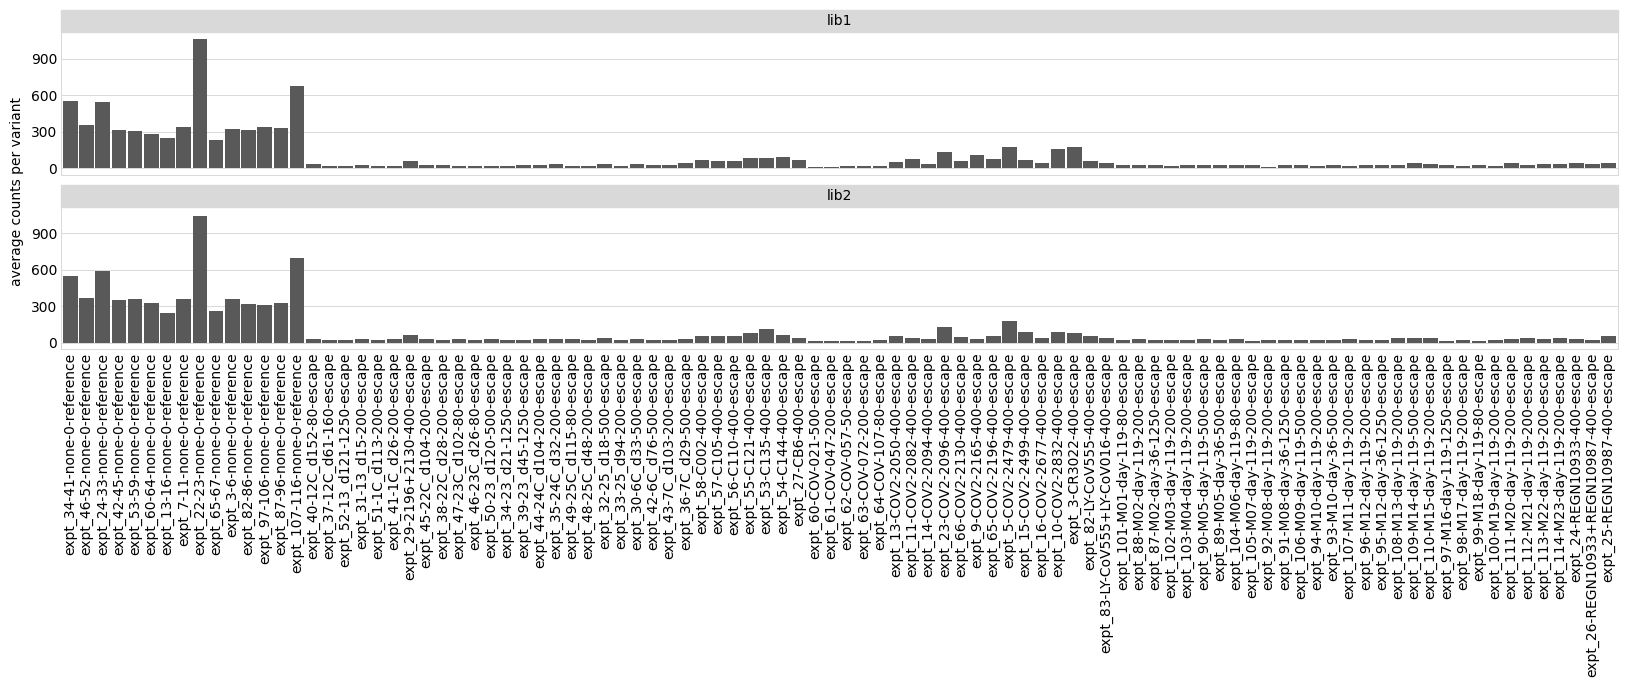 lib1
900
600
300
0
average counts per variant
lib2
900
600
300
0
expt_34-41-none-0-reference
expt_46-52-none-0-reference
expt_24-33-none-0-reference
expt_42-45-none-0-reference
expt_53-59-none-0-reference
expt_60-64-none-0-reference
expt_13-16-none-0-reference
expt_7-11-none-0-reference
expt_22-23-none-0-reference
expt_65-67-none-0-reference
expt_3-6-none-0-reference
expt_82-86-none-0-reference
expt_97-106-none-0-reference
expt_87-96-none-0-reference
expt_107-116-none-0-reference
expt_40-12C_d152-80-escape
expt_37-12C_d61-160-escape
expt_52-13_d121-1250-escape
expt_31-13_d15-200-escape
expt_51-1C_d113-200-escape
expt_41-1C_d26-200-escape
expt_29-2196+2130-400-escape
expt_45-22C_d104-200-escape
expt_38-22C_d28-200-escape
expt_47-23C_d102-80-escape
expt_46-23C_d26-80-escape
expt_50-23_d120-500-escape
expt_34-23_d21-1250-escape
expt_39-23_d45-1250-escape
expt_44-24C_d104-200-escape
expt_35-24C_d32-200-escape
expt_49-25C_d115-80-escape
expt_48-25C_d48-200-escape
expt_32-25_d18-500-escape
expt_33-25_d94-200-escape
expt_30-6C_d33-500-escape
expt_42-6C_d76-500-escape
expt_43-7C_d103-200-escape
expt_36-7C_d29-500-escape
expt_58-C002-400-escape
expt_57-C105-400-escape
expt_56-C110-400-escape
expt_55-C121-400-escape
expt_53-C135-400-escape
expt_54-C144-400-escape
expt_27-CB6-400-escape
expt_60-COV-021-500-escape
expt_61-COV-047-200-escape
expt_62-COV-057-50-escape
expt_63-COV-072-200-escape
expt_64-COV-107-80-escape
expt_13-COV2-2050-400-escape
expt_11-COV2-2082-400-escape
expt_14-COV2-2094-400-escape
expt_23-COV2-2096-400-escape
expt_66-COV2-2130-400-escape
expt_9-COV2-2165-400-escape
expt_65-COV2-2196-400-escape
expt_5-COV2-2479-400-escape
expt_15-COV2-2499-400-escape
expt_16-COV2-2677-400-escape
expt_10-COV2-2832-400-escape
expt_3-CR3022-400-escape
expt_82-LY-CoV555-400-escape
expt_83-LY-CoV555+LY-CoV016-400-escape
expt_101-M01-day-119-80-escape
expt_88-M02-day-119-200-escape
expt_87-M02-day-36-1250-escape
expt_102-M03-day-119-200-escape
expt_103-M04-day-119-200-escape
expt_90-M05-day-119-500-escape
expt_89-M05-day-36-500-escape
expt_104-M06-day-119-80-escape
expt_105-M07-day-119-200-escape
expt_92-M08-day-119-200-escape
expt_91-M08-day-36-1250-escape
expt_106-M09-day-119-500-escape
expt_94-M10-day-119-200-escape
expt_93-M10-day-36-500-escape
expt_107-M11-day-119-200-escape
expt_96-M12-day-119-200-escape
expt_95-M12-day-36-1250-escape
expt_108-M13-day-119-200-escape
expt_109-M14-day-119-500-escape
expt_110-M15-day-119-200-escape
expt_97-M16-day-119-1250-escape
expt_98-M17-day-119-200-escape
expt_99-M18-day-119-80-escape
expt_100-M19-day-119-200-escape
expt_111-M20-day-119-200-escape
expt_112-M21-day-119-200-escape
expt_113-M22-day-119-200-escape
expt_114-M23-day-119-200-escape
expt_24-REGN10933-400-escape
expt_26-REGN10933+REGN10987-400-escape
expt_25-REGN10987-400-escape